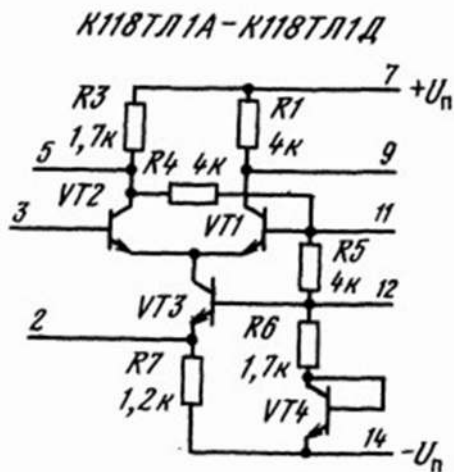 К118ТЛ1А-К118ТЛ1Д
7
+Uп
R3
1,7к
R1
4к
5
R4
4к
9
VT2
3
VT1
11
R5
4к
VT3
12
2
R6
1,7к
R7
1,2к
VT4
14
-Uп